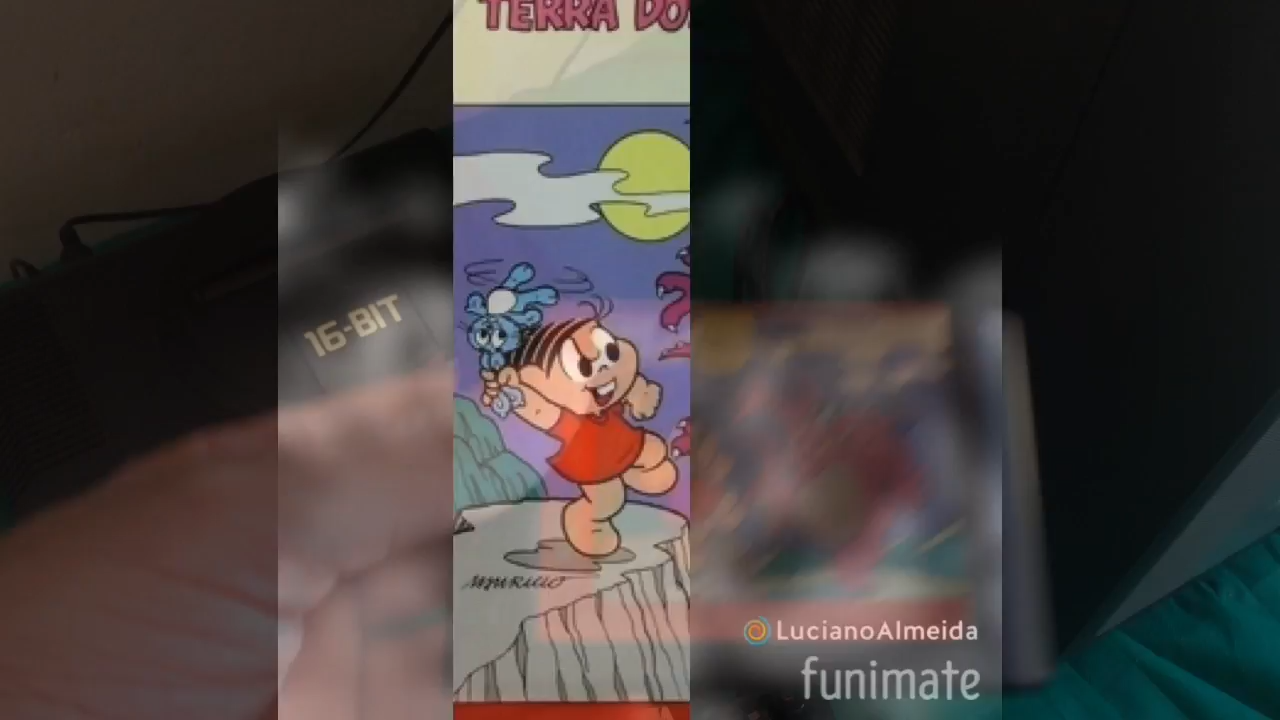 TERRA DO
16-BIT
MAURICIO
LucianoAlmeida
funimate